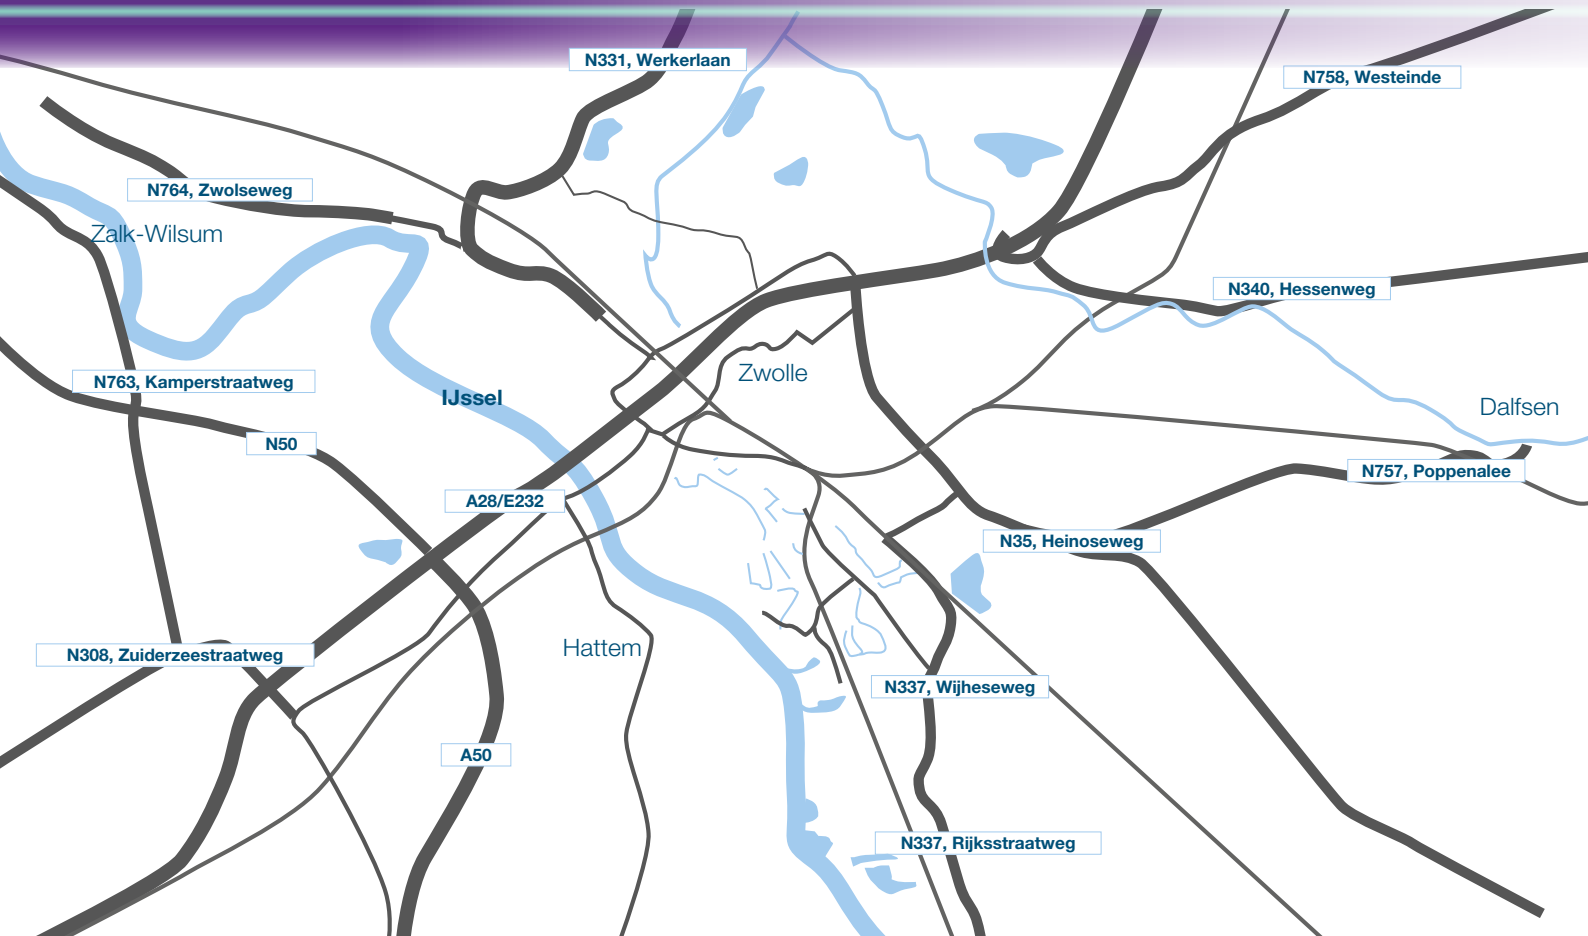 N331, Werkerlaan
N758, Westeinde
N764, Zwolseweg
Zalk-Wilsum
N340, Hessenweg
Zwolle
N763, Kamperstraatweg
IJssel
Dalfsen
N50
N757, Poppenalee
A28/E232
N35, Heinoseweg
Hattem
N308, Zuiderzeestraatweg
N337, Wijheseweg
A50
N337, Rijksstraatweg